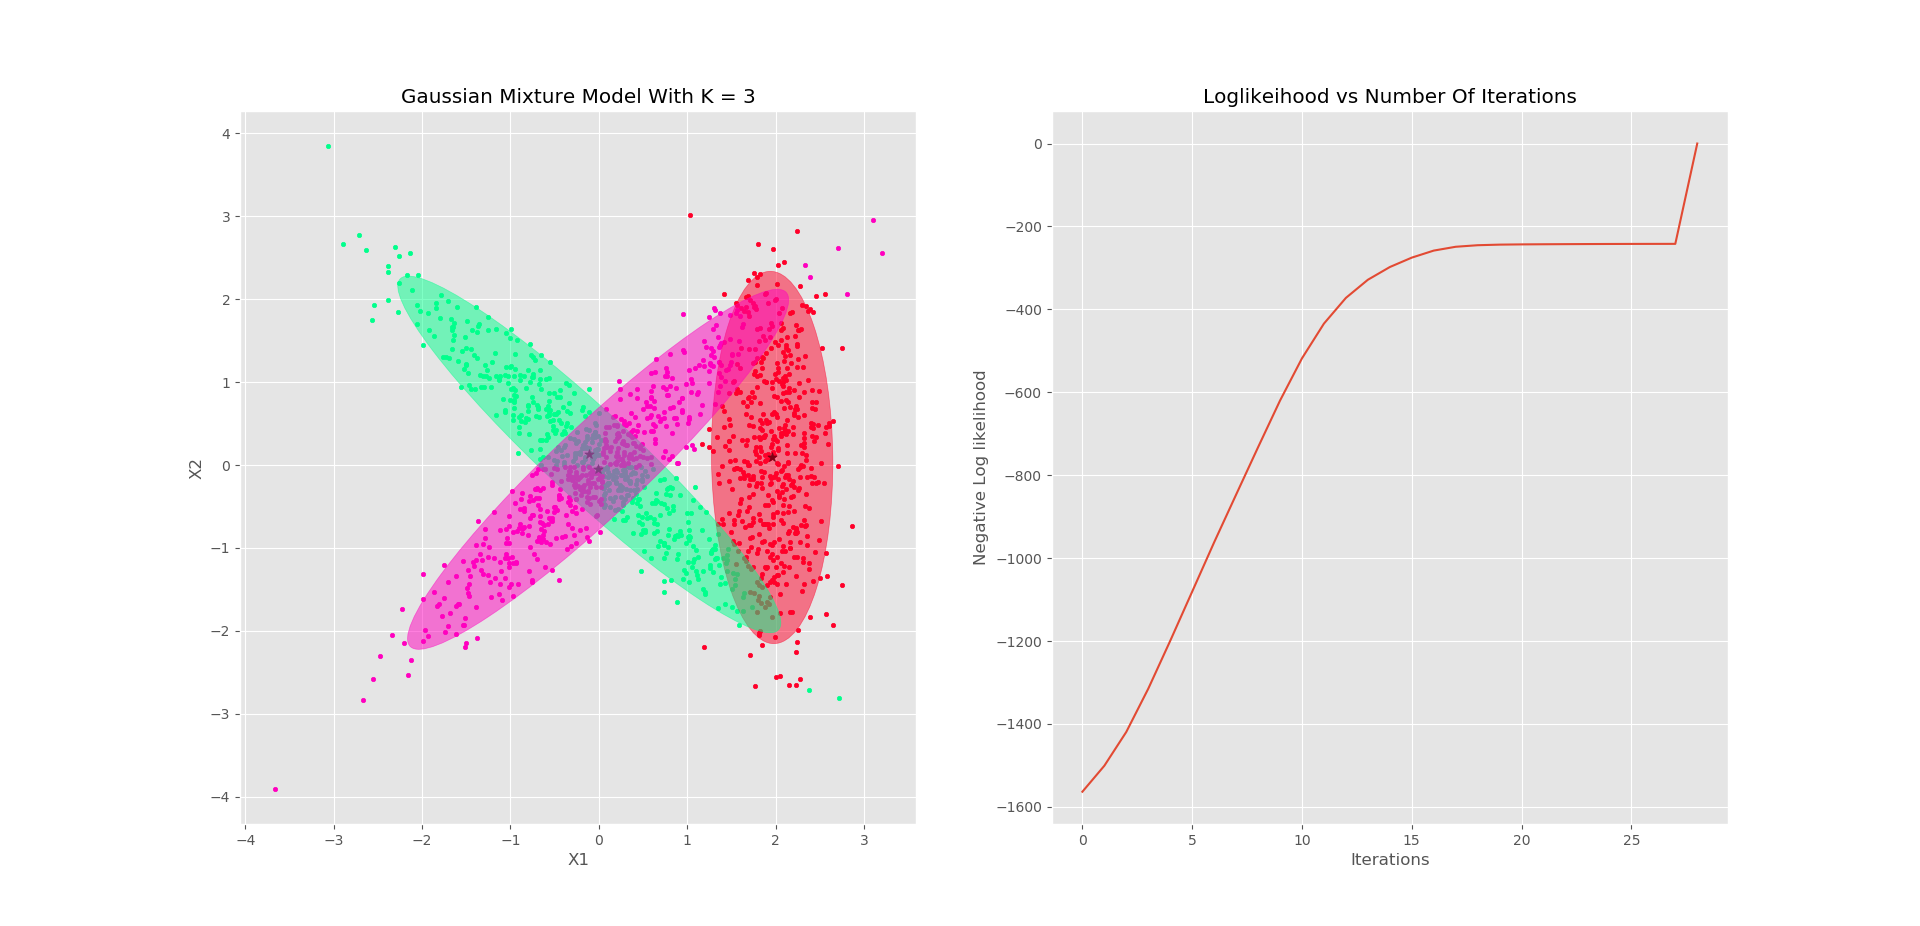 Gaussian Mixture Model With K = 3
4
3
2
1
0
−1
−2
−3
−4
X2
−4 −3 −2 −1 0 1 2 3
X1
Loglikeihood vs Number Of Iterations
0
−200
−400
−600
−800
−1000
−1200
−1400
−1600
Negative Log likelihood
0 5 10 15 20 25
Iterations